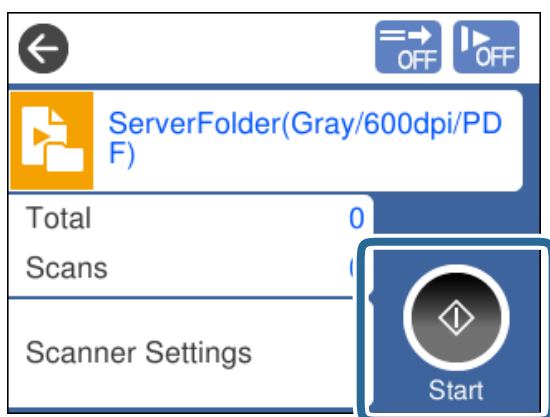 OFF OFF
ServerFolder(Gray/600dpi/PD
F)
Total 0
Scans
Scanner Settings
Start